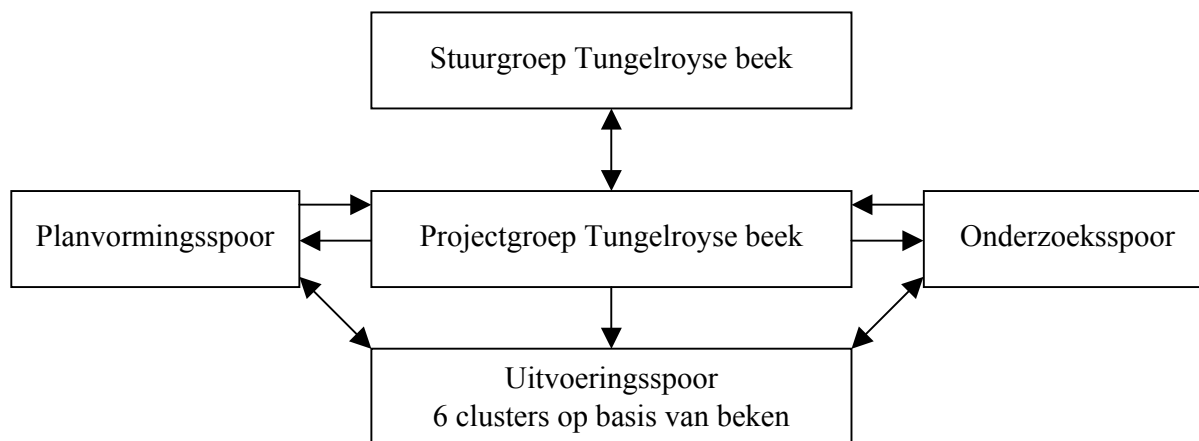 Stuurgroep Tungelroyse beek
Planvormingsspoor
Projectgroep Tungelroyse beek
Onderzoeksspoor
Uitvoeringsspoor
6 clusters op basis van beken